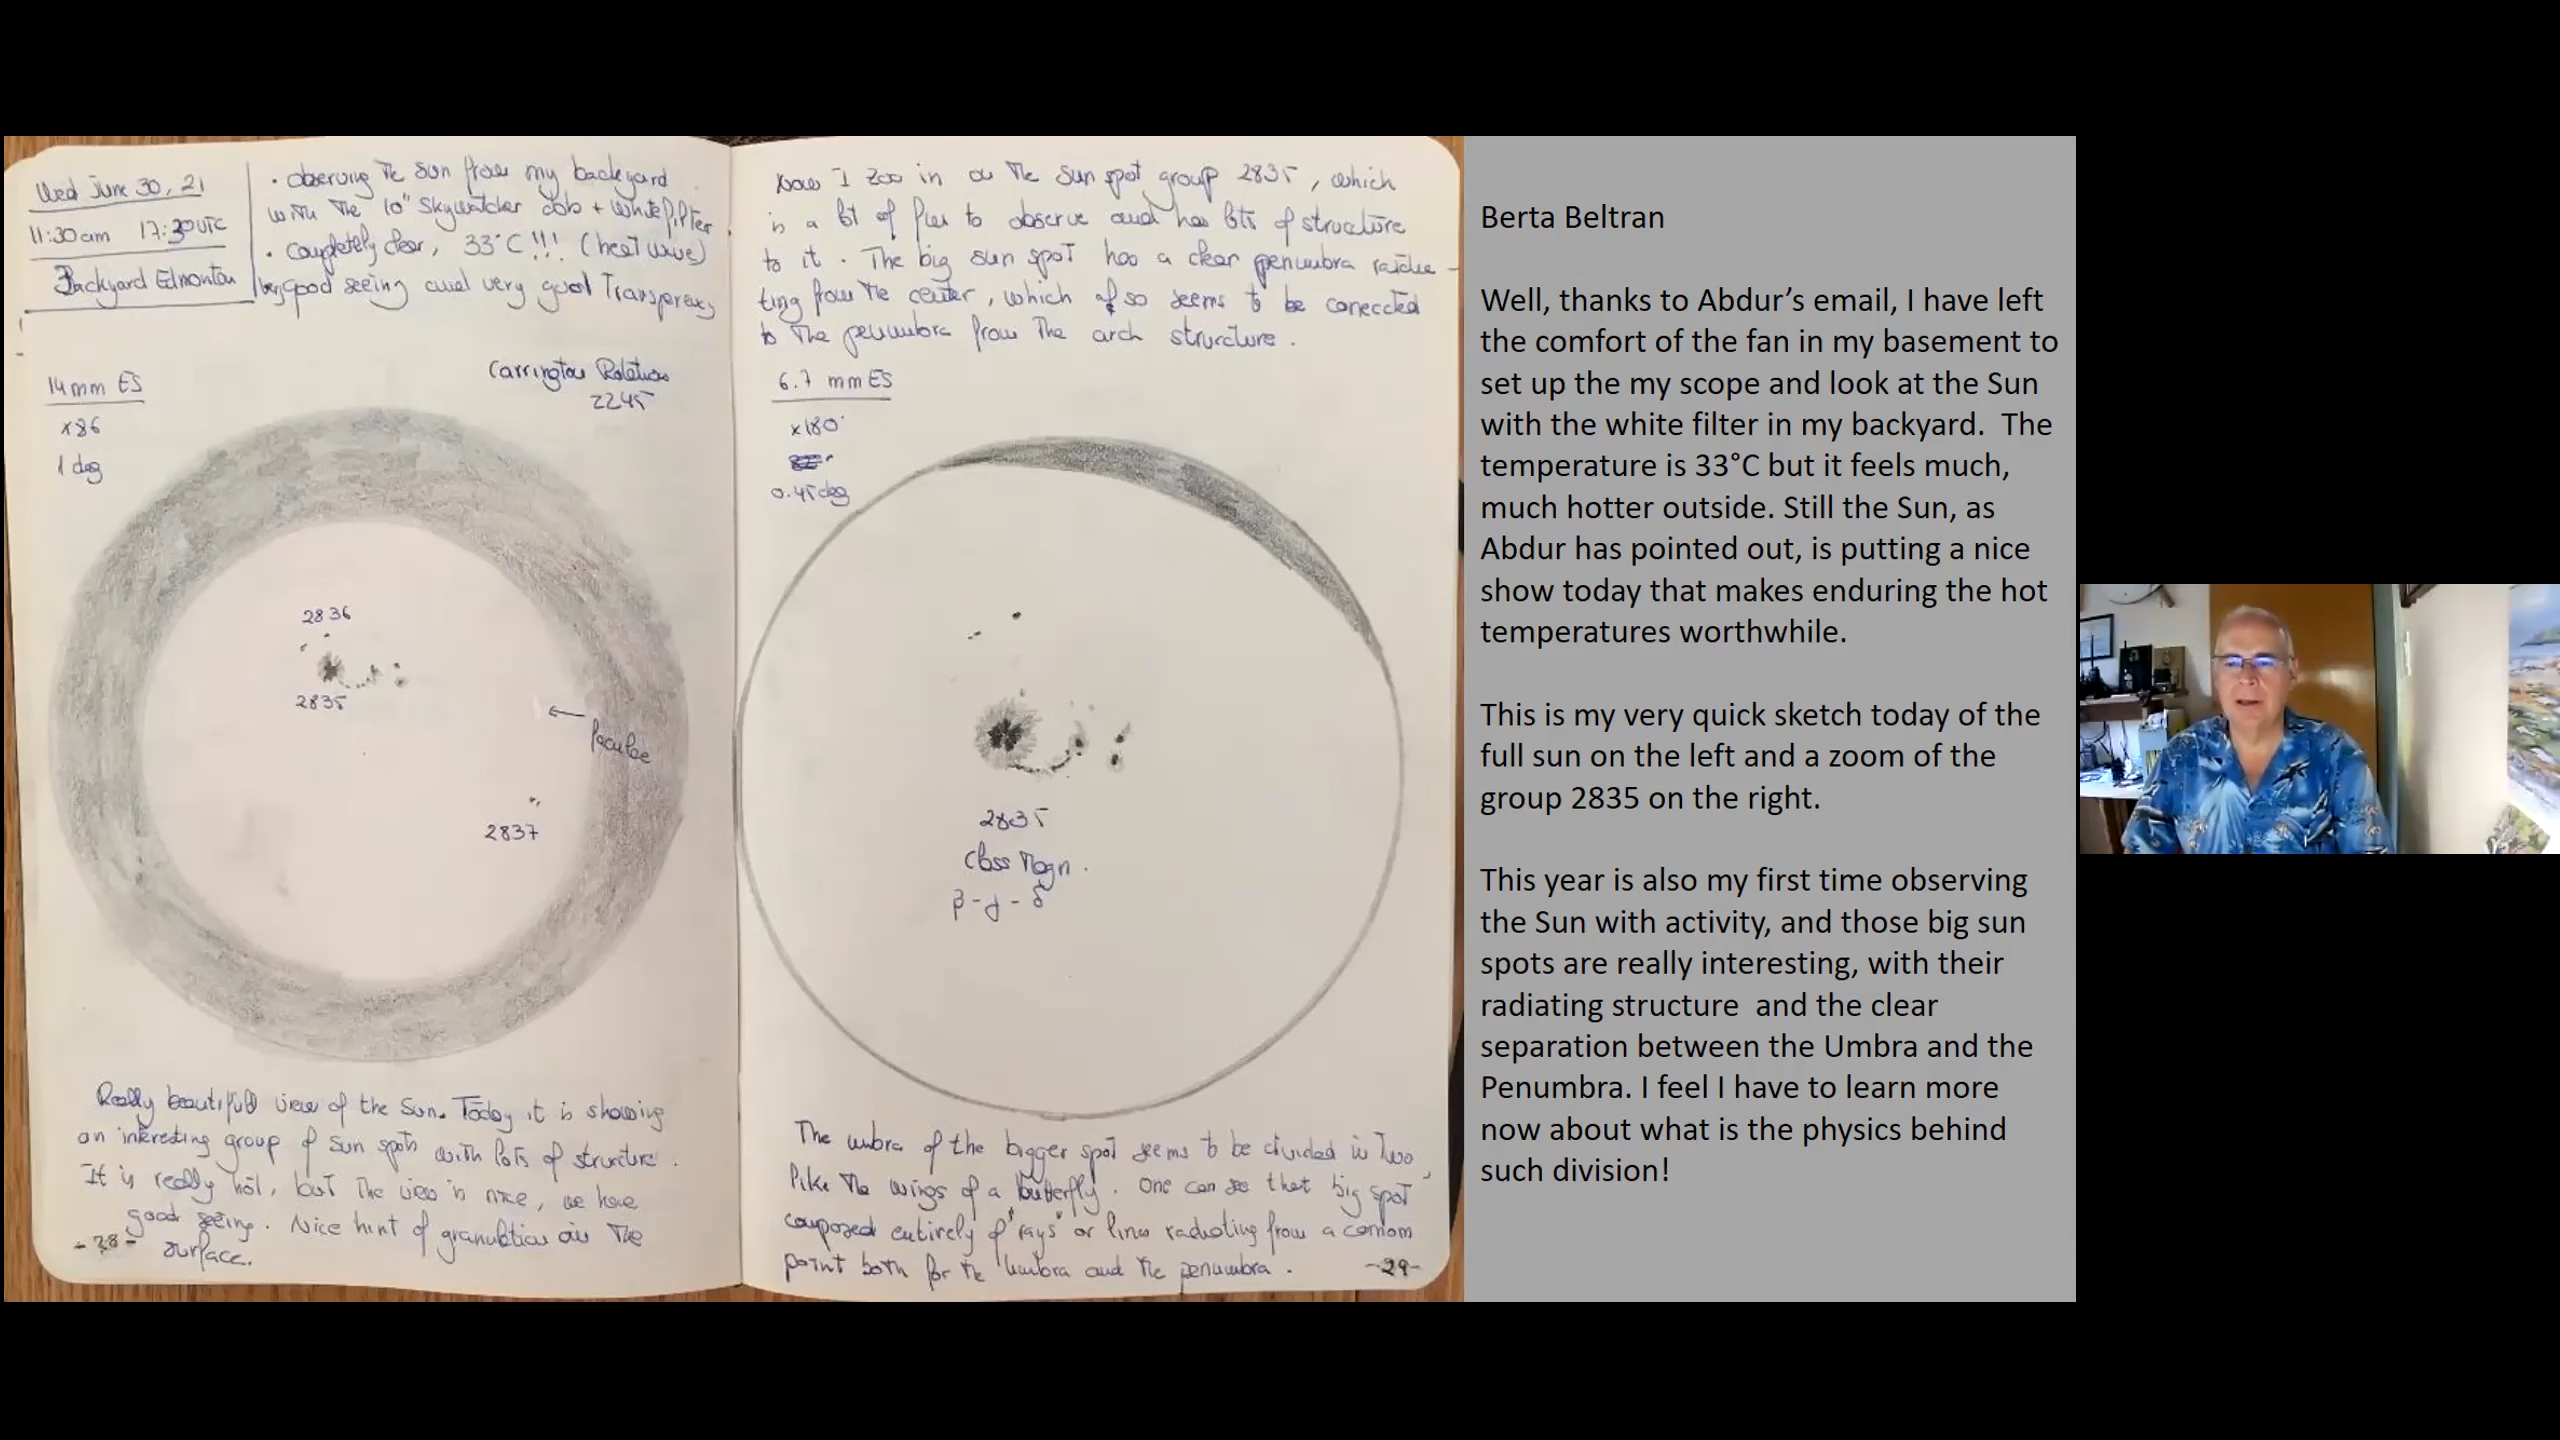 Wed June 30, 21
11:30am 17:30UTC
Backyard Edmonton
• observing the Sun from my backyard
with the 10" Skywatcher dob + White filter
• completely clear, 33°C !!! (heat wave)
good seeing and very good Transparency
14mm ES
x86
1 deg
Carrington Rotation
2245
2836
2835
faculae
2837
Really beautiful view of the Sun. Today it is showing
an interesting group of sun spots with lots of structure.
It is really hot, but the view is nice, we have
good seeing. Nice hint of granulation on the
surface.
-28-
Now I zoo in on the sun spot group 2835, which
is a lot of fun to observe and has lots of structure
to it. The big sun spot has a clear penumbra radia-
ting from the center, which also seems to be conected
to the penumbra from the arch structure.
6.7 mm ES
x180
0.45 deg
2835
Class Magn.
β-γ-δ
The umbra of the bigger spot seems to be divided in Two,
like the wings of a butterfly. One can see that big spot
composed entirely of "rays" or lines radiating from a comom
point both for the umbra and the penumbra.
-29-
Berta Beltran
Well, thanks to Abdur’s email, I have left
the comfort of the fan in my basement to
set up the my scope and look at the Sun
with the white filter in my backyard. The
temperature is 33°C but it feels much,
much hotter outside. Still the Sun, as
Abdur has pointed out, is putting a nice
show today that makes enduring the hot
temperatures worthwhile.
This is my very quick sketch today of the
full sun on the left and a zoom of the
group 2835 on the right.
This year is also my first time observing
the Sun with activity, and those big sun
spots are really interesting, with their
radiating structure and the clear
separation between the Umbra and the
Penumbra. I feel I have to learn more
now about what is the physics behind
such division!